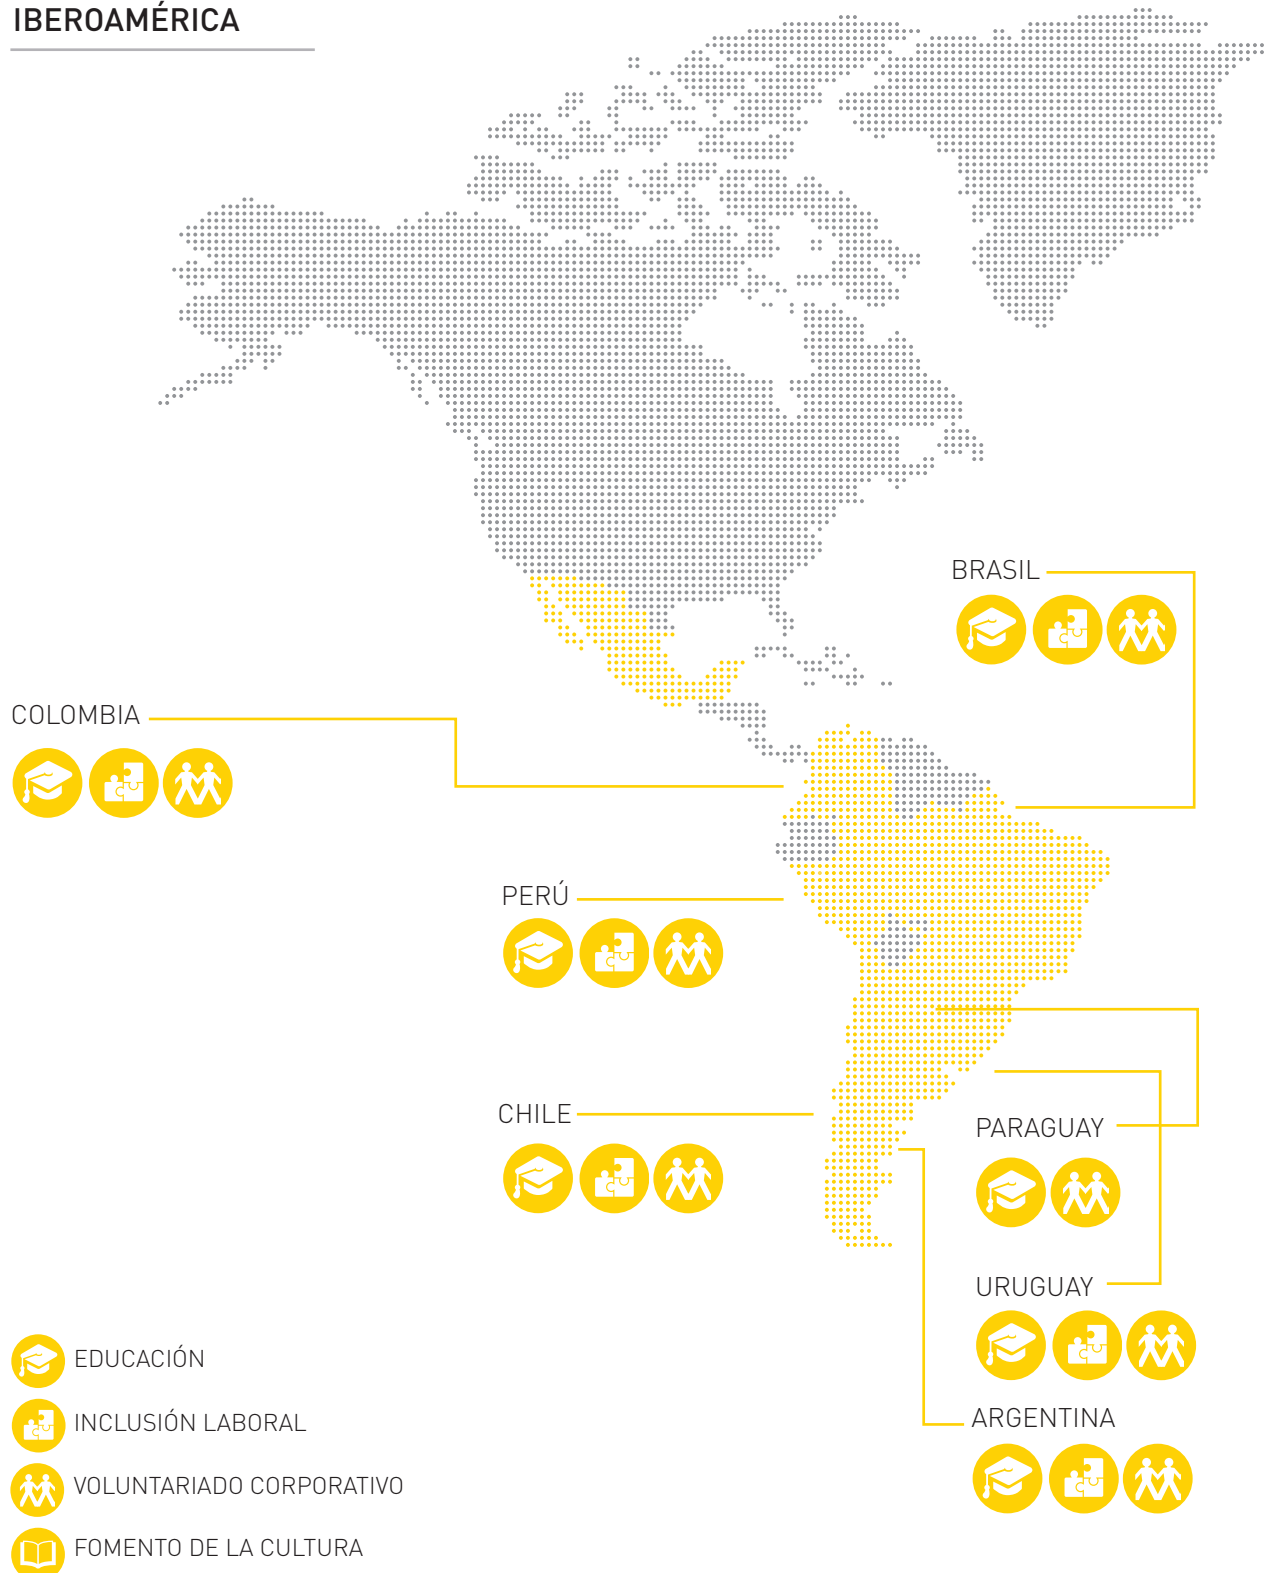 IBEROAMÉRICA
BRASIL
COLOMBIA
PERÚ
CHILE
PARAGUAY
URUGUAY
ARGENTINA
EDUCACIÓN
INCLUSIÓN LABORAL
VOLUNTARIADO CORPORATIVO
FOMENTO DE LA CULTURA